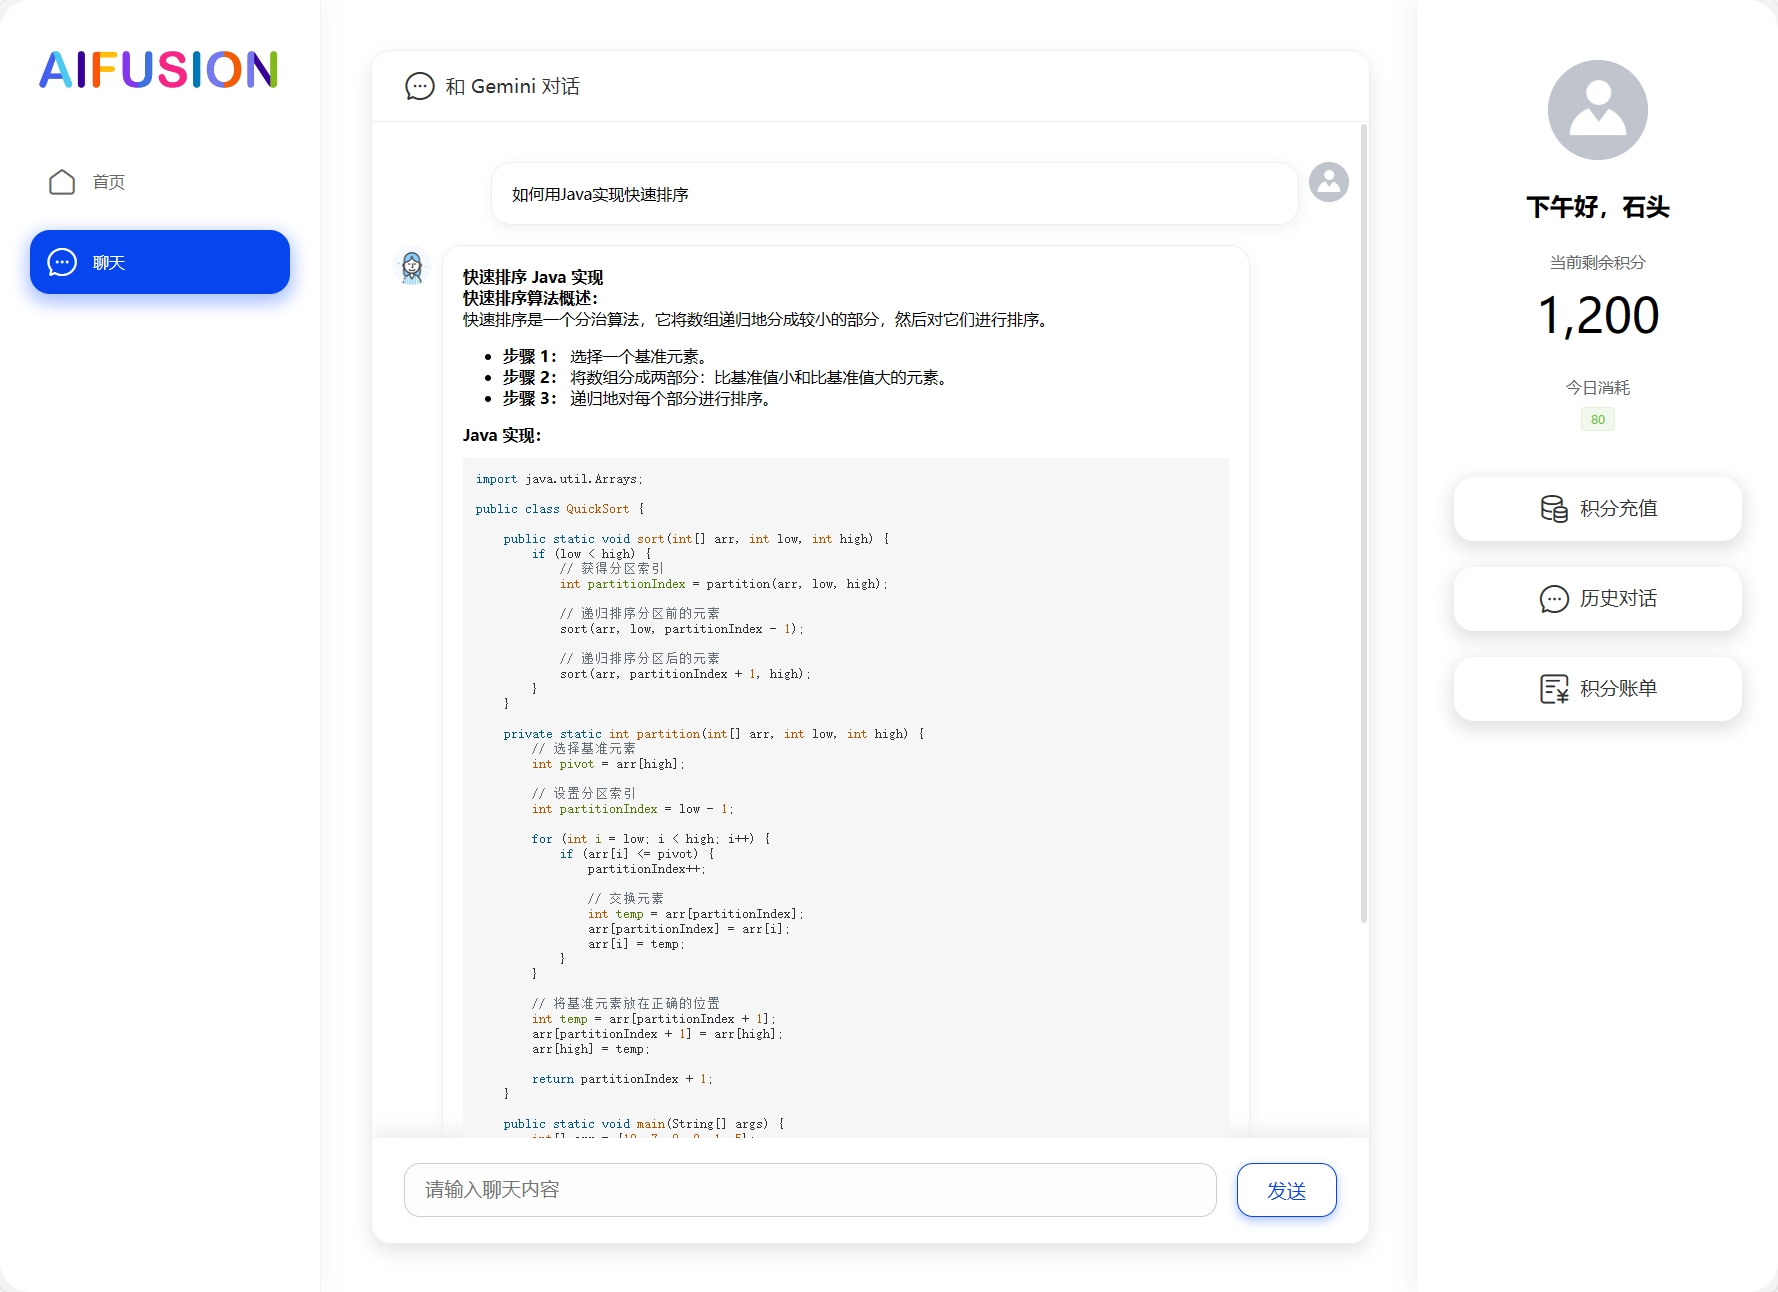 AIFUSION
首页
聊天
和 Gemini 对话
如何用Java实现快速排序
快速排序 Java 实现
快速排序算法概述：
快速排序是一个分治算法，它将数组递归地分成较小的部分，然后对它们进行排序。
• 步骤 1： 选择一个基准元素。
• 步骤 2： 将数组分成两部分：比基准值小和比基准值大的元素。
• 步骤 3： 递归地对每个部分进行排序。
Java 实现：
import java.util.Arrays;
public class QuickSort {
public static void sort(int[] arr, int low, int high) {
if (low < high) {
// 获得分区索引
int partitionIndex = partition(arr, low, high);
// 递归排序分区前的元素
sort(arr, low, partitionIndex - 1);
// 递归排序分区后的元素
sort(arr, partitionIndex + 1, high);
}
}
private static int partition(int[] arr, int low, int high) {
// 选择基准元素
int pivot = arr[high];
// 设置分区索引
int partitionIndex = low - 1;
for (int i = low; i < high; i++) {
if (arr[i] <= pivot) {
partitionIndex++;
// 交换元素
int temp = arr[partitionIndex];
arr[partitionIndex] = arr[i];
arr[i] = temp;
}
}
// 将基准元素放在正确的位置
int temp = arr[partitionIndex + 1];
arr[partitionIndex + 1] = arr[high];
arr[high] = temp;
return partitionIndex + 1;
}
public static void main(String[] args) {
请输入聊天内容
发送
下午好，石头
当前剩余积分
1,200
今日消耗
80
积分充值
历史对话
积分账单